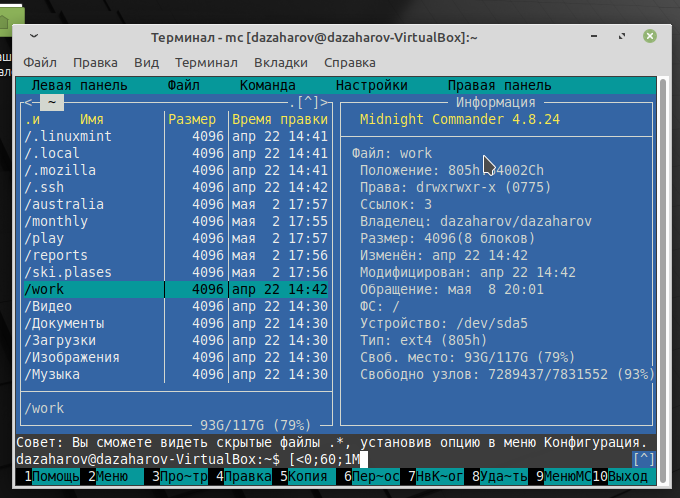 Терминал - mc [dazaharov@dazaharov-VirtualBox]:~
Файл Правка Вид Терминал Вкладки Справка
Левая панель Файл Команда Настройки Правая панель
<─ ~ .[^]> Информация
.и Имя Размер Время правки Midnight Commander 4.8.24
/.linuxmint 4096 апр 22 14:41
/.local 4096 апр 22 14:41 Файл: work
/.mozilla 4096 апр 22 14:41 Положение: 805h 4002Ch
/.ssh 4096 апр 22 14:42 Права: drwxrwxr-x (0775)
/australia 4096 мая 2 17:57 Ссылок: 3
/monthly 4096 мая 2 17:55 Владелец: dazaharov/dazaharov
/play 4096 мая 2 17:57 Размер: 4096(8 блоков)
/reports 4096 мая 2 17:56 Изменён: апр 22 14:42
/ski.plases 4096 мая 2 17:56 Модифицирован: апр 22 14:42
/work 4096 апр 22 14:42 Обращение: мая 8 20:01
/Видео 4096 апр 22 14:30 ФС: /
/Документы 4096 апр 22 14:30 Устройство: /dev/sda5
/Загрузки 4096 апр 22 14:30 Тип: ext4 (805h)
/Изображения 4096 апр 22 14:30 Своб. место: 93G/117G (79%)
/Музыка 4096 апр 22 14:30 Свободно узлов: 7289437/7831552 (93%)
/work
93G/117G (79%)
Совет: Вы сможете видеть скрытые файлы .*, установив опцию в меню Конфигурация.
dazaharov@dazaharov-VirtualBox:~$ [<0;60;1M [^]
1Помощь 2Меню 3Про~тр 4Правка 5Копия 6Пер~ос 7НвК~ог 8Уда~ть 9МенюMC 10Выход